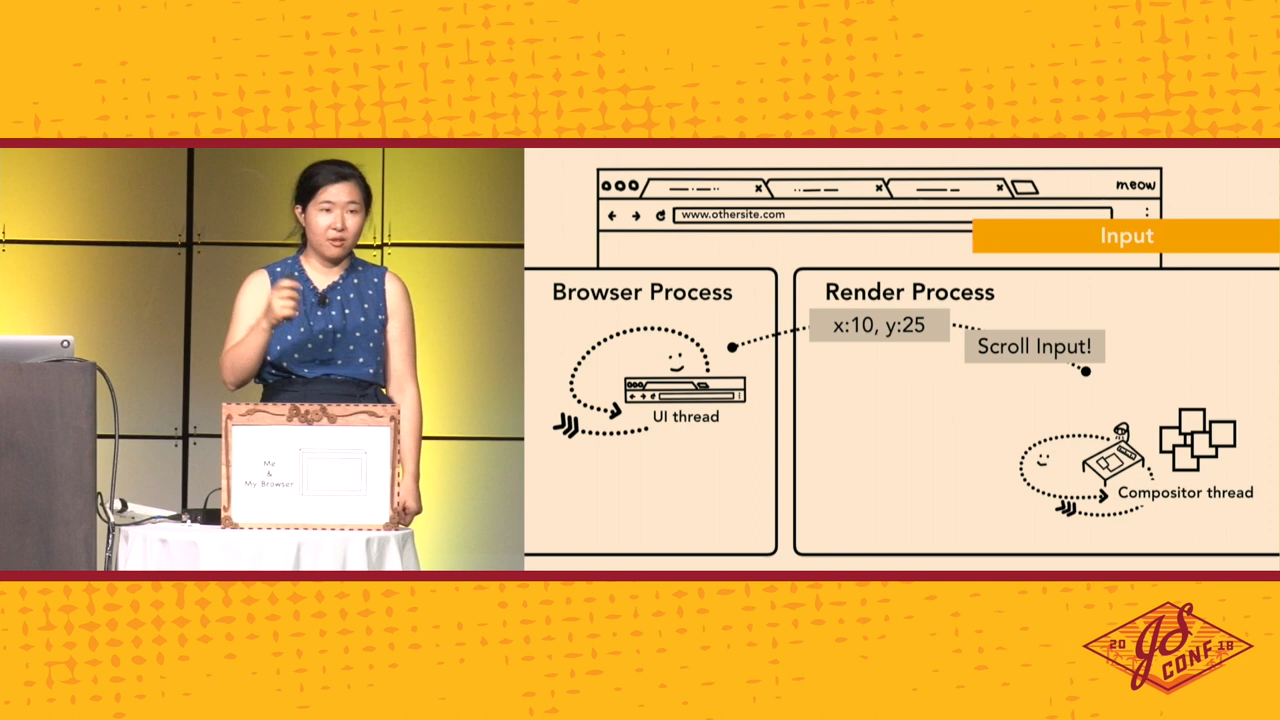 meow
www.othersite.com
Input
Browser Process
Render Process
x:10, y:25
Scroll Input!
UI thread
Compositor thread
Me
&
My Browser
20 JS 18
CONF